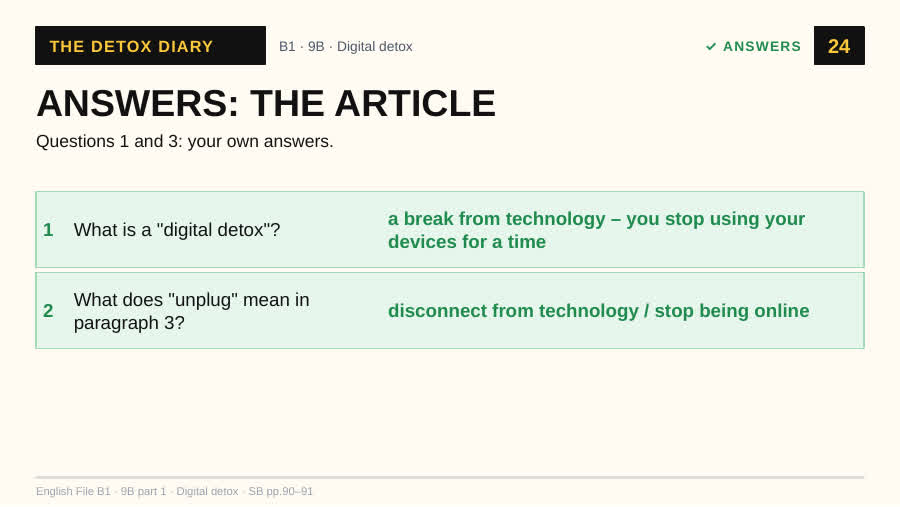 THE DETOX DIARY
B1 · 9B · Digital detox
✓ ANSWERS
24
ANSWERS: THE ARTICLE
Questions 1 and 3: your own answers.
1
What is a "digital detox"?
a break from technology – you stop using your
devices for a time
2
What does "unplug" mean in
paragraph 3?
disconnect from technology / stop being online
English File B1 · 9B part 1 · Digital detox · SB pp.90–91